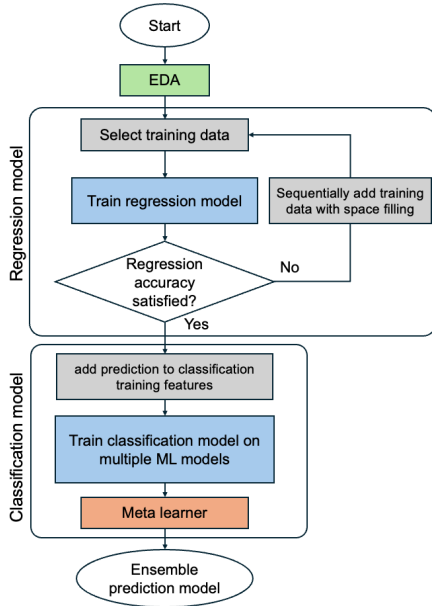 Start
EDA
Regression model
Select training data
Train regression model
Sequentially add training
data with space filling
Regression
accuracy
satisfied?
No
Yes
Classification model
add prediction to classification
training features
Train classification model on
multiple ML models
Meta learner
Ensemble
prediction model